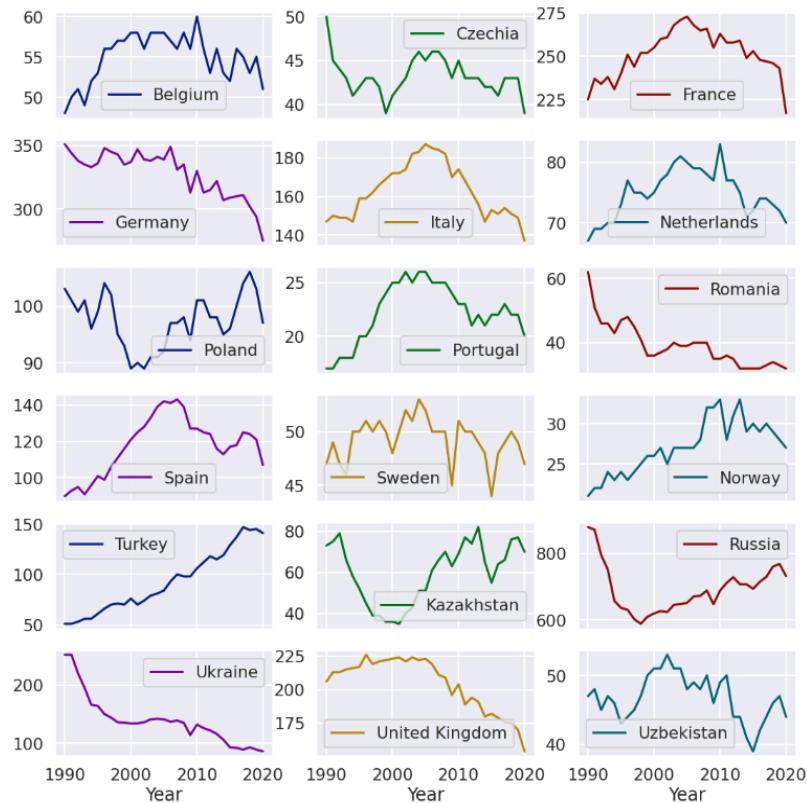 60
55
50
Belgium
50
45
40
Czechia
275
250
225
France
350
300
Germany
180
160
140
Italy
80
70
Netherlands
100
90
Poland
25
20
Portugal
60
40
Romania
140
120
100
Spain
50
45
Sweden
30
25
Norway
150
100
50
Turkey
80
60
40
Kazakhstan
800
600
Russia
200
100
Ukraine
225
200
175
United Kingdom
50
40
Uzbekistan
1990 2000 2010 2020
Year
1990 2000 2010 2020
Year
1990 2000 2010 2020
Year